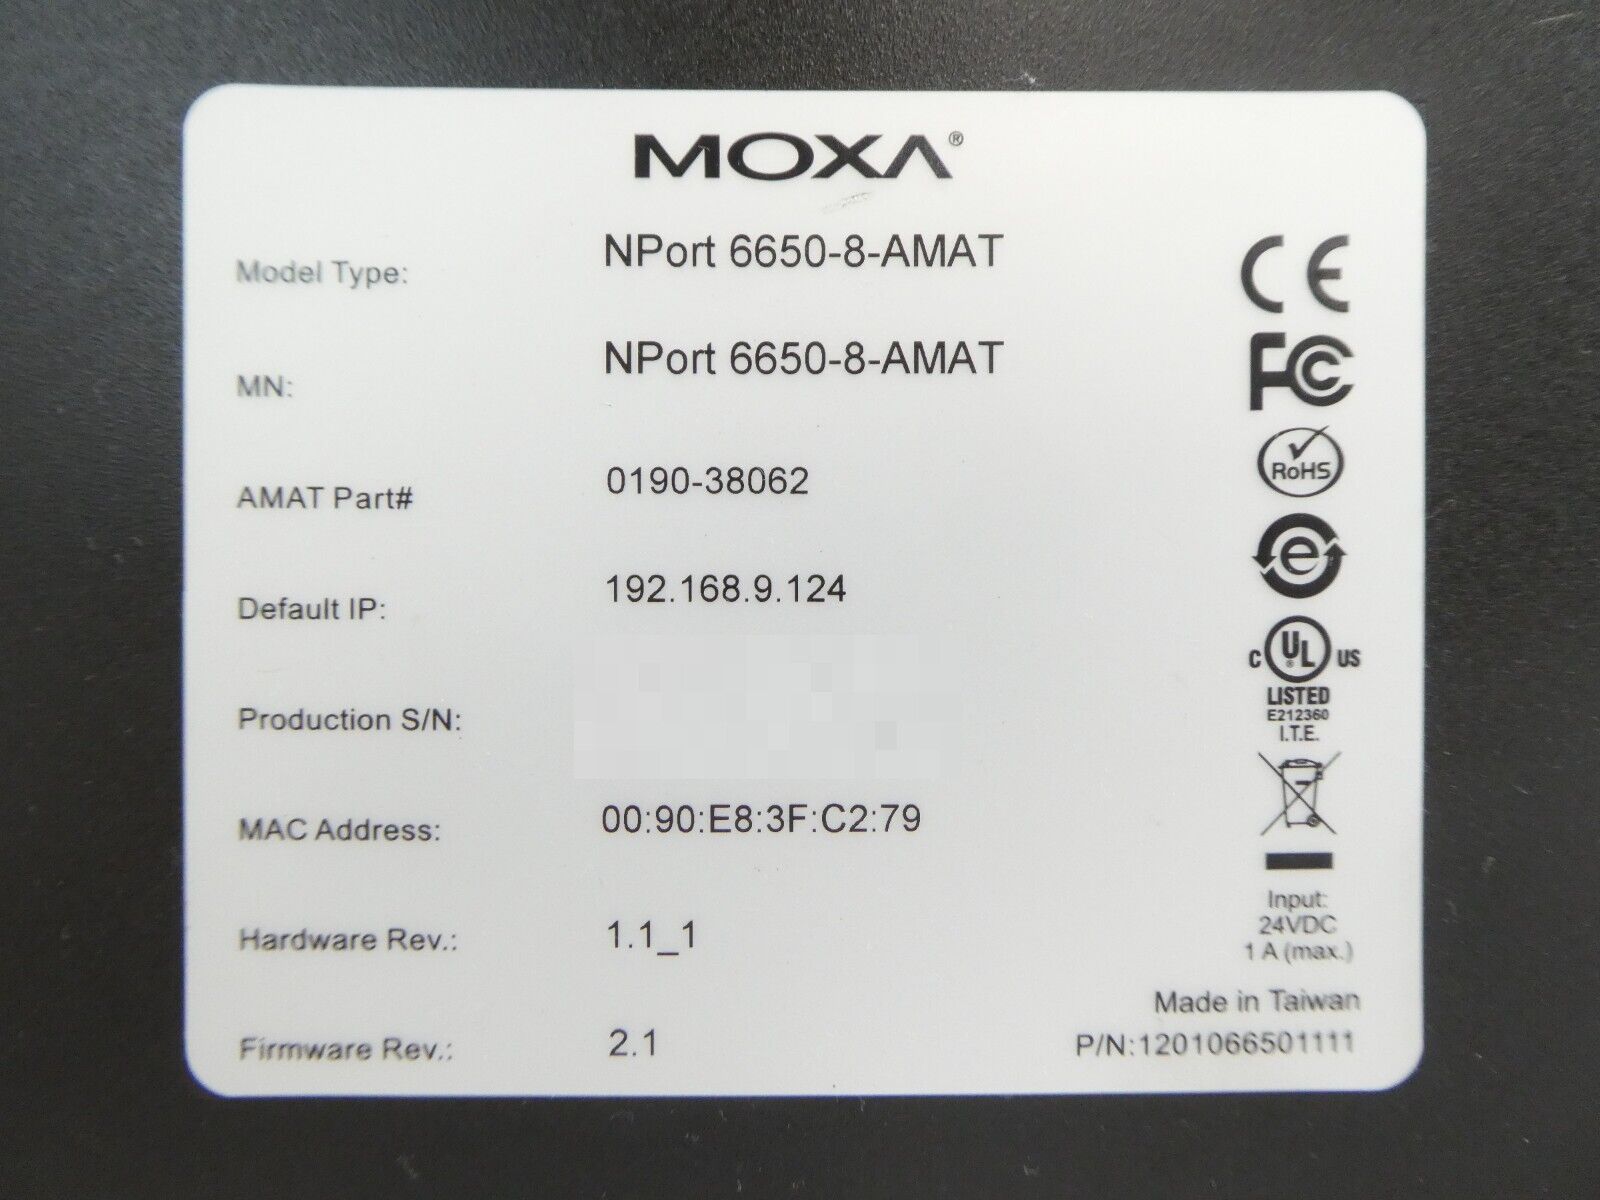 MOXA®
Model Type: NPort 6650-8-AMAT
MN: NPort 6650-8-AMAT
AMAT Part# 0190-38062
Default IP: 192.168.9.124
Production S/N:
MAC Address: 00:90:E8:3F:C2:79
Hardware Rev.: 1.1_1
Firmware Rev.: 2.1
CE
FC
RoHS
e
C UL® US
LISTED
E212360
I.T.E.
Input:
24VDC
1 A (max.)
Made in Taiwan
P/N:1201066501111